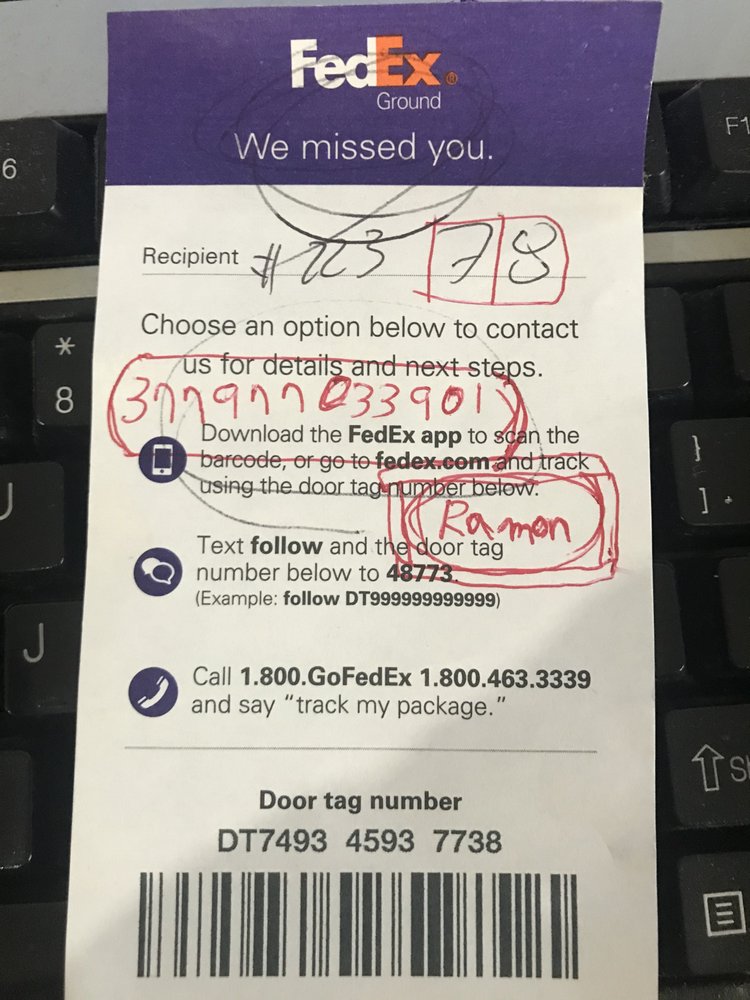 FedEx®
Ground
We missed you.
Recipient #223 7 8
Choose an option below to contact
us for details and next steps.
377977033901
Download the FedEx app to scan the
barcode, or go to fedex.com and track
using the door tag number below.
Ramon
Text follow and the door tag
number below to 48773.
(Example: follow DT999999999999)
Call 1.800.GoFedEx 1.800.463.3339
and say “track my package.”
Door tag number
DT7493 4593 7738
6
F1
*
8
}
]
J